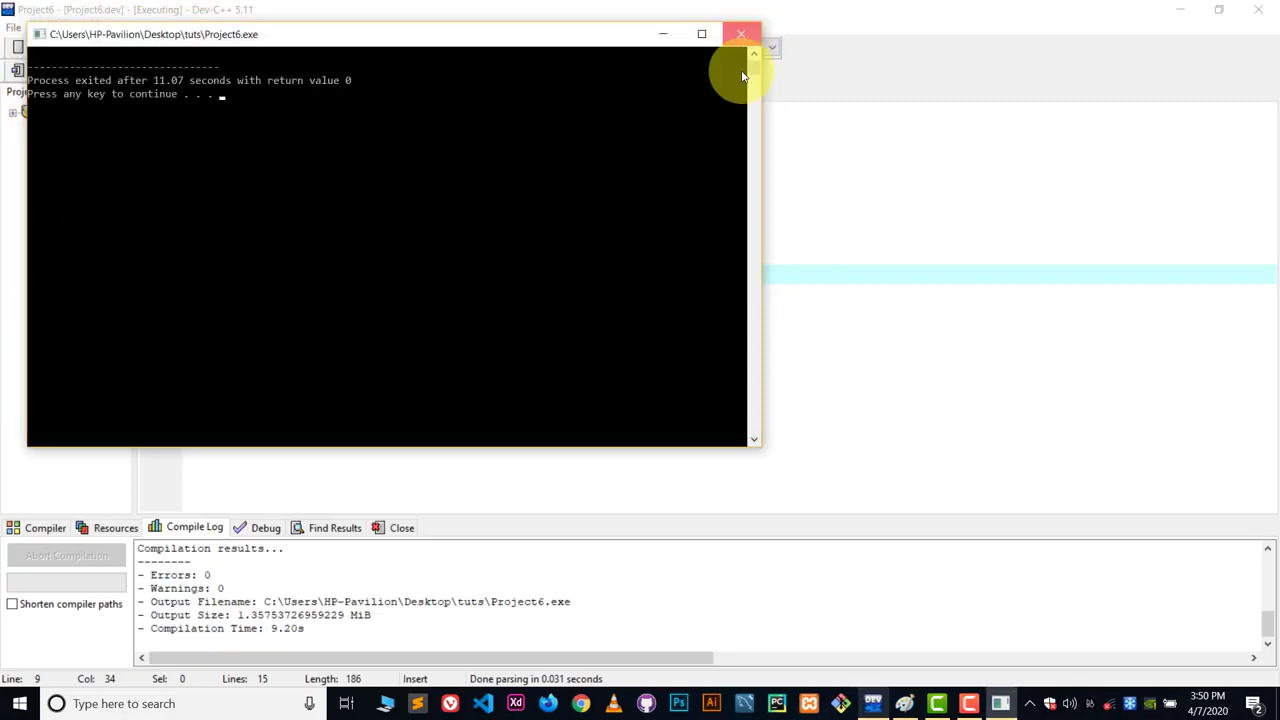 Project6 - [Project6.dev] - [Executing] - Dev-C++ 5.11
File
C:\Users\HP-Pavilion\Desktop\tuts\Project6.exe
--------------------------------
Process exited after 11.07 seconds with return value 0
Press any key to continue . . .
Proj
Compiler
Resources
Compile Log
Debug
Find Results
Close
Abort Compilation
Shorten compiler paths
Compilation results...
--------
- Errors: 0
- Warnings: 0
- Output Filename: C:\Users\HP-Pavilion\Desktop\tuts\Project6.exe
- Output Size: 1.35753726959229 MiB
- Compilation Time: 9.20s
Line: 9 Col: 34 Sel: 0 Lines: 15 Length: 186 Insert Done parsing in 0.031 seconds
Type here to search
3:50 PM
4/7/2020